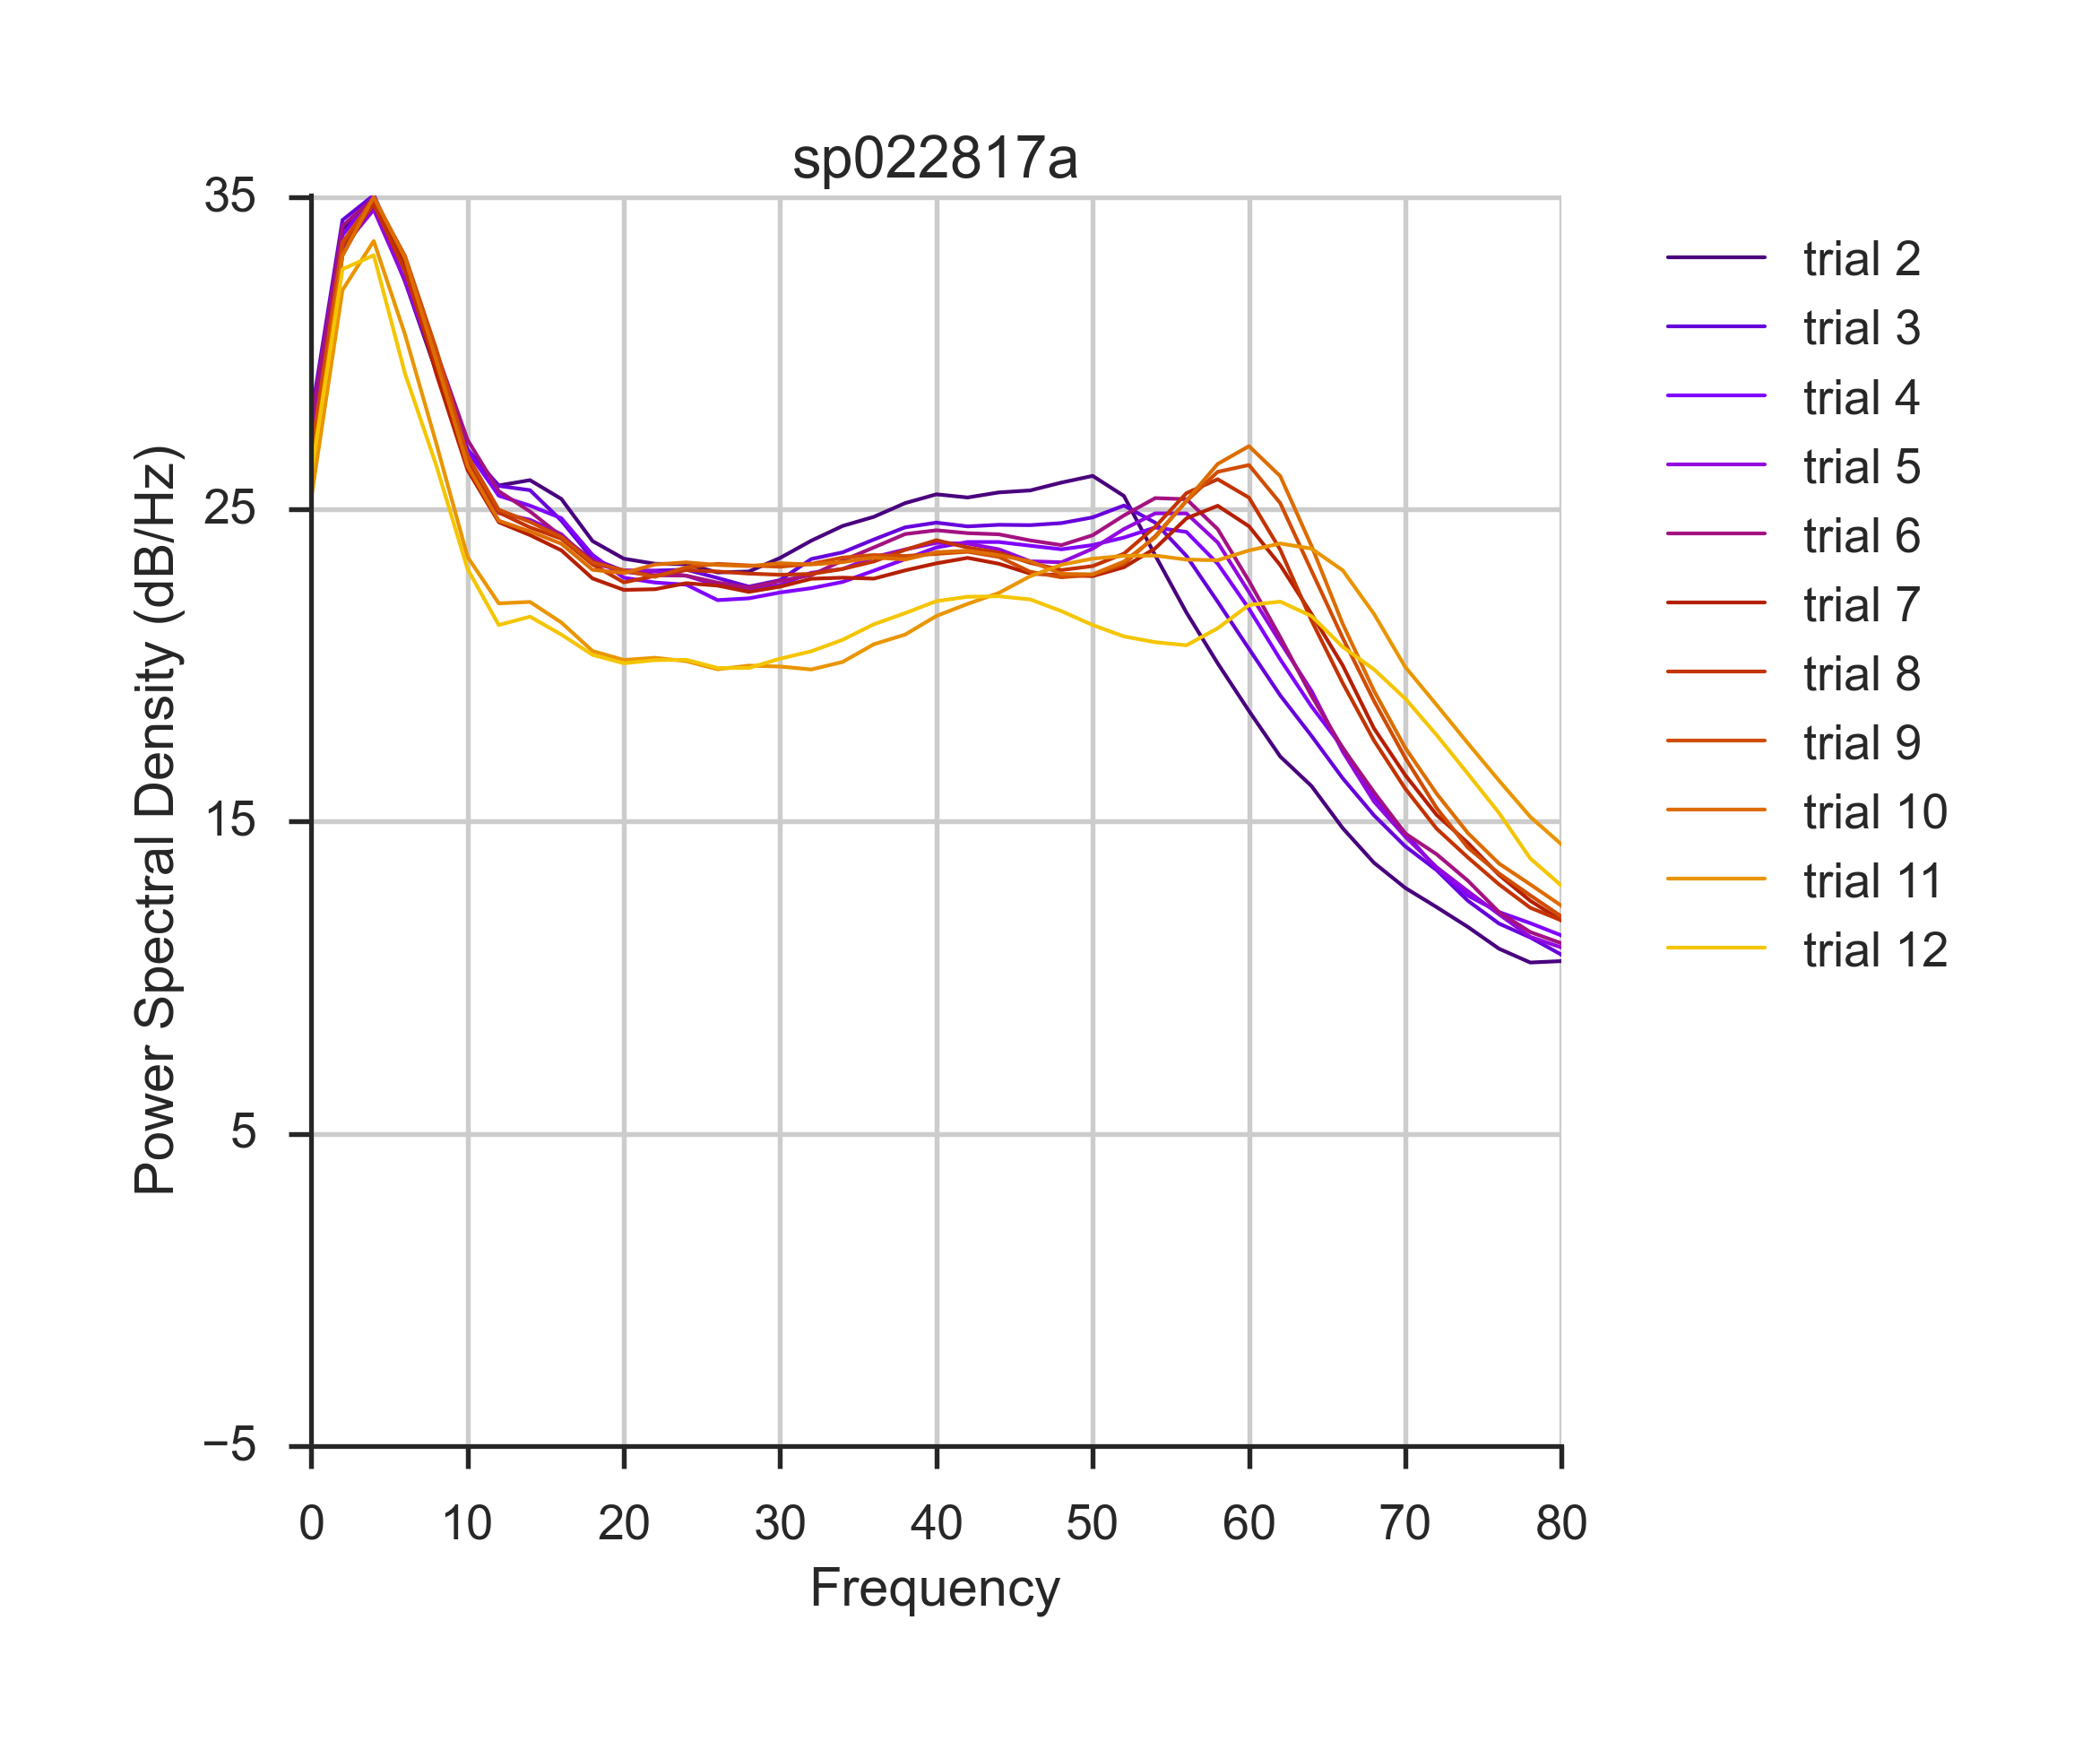 sp022817a
35
25
15
5
−5
Power Spectral Density (dB/Hz)
0 10 20 30 40 50 60 70 80
Frequency
trial 2
trial 3
trial 4
trial 5
trial 6
trial 7
trial 8
trial 9
trial 10
trial 11
trial 12